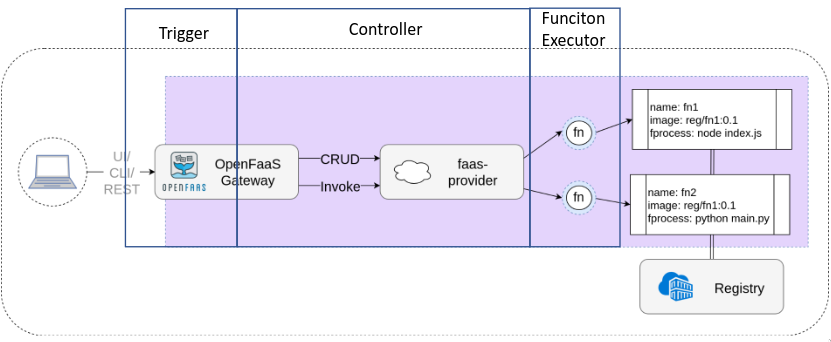 Trigger
Controller
Funciton
Executor
UI/
CLI/
REST
OPENFAAS
OpenFaaS
Gateway
CRUD
Invoke
faas-
provider
fn
fn
name: fn1
image: reg/fn1:0.1
fprocess: node index.js
name: fn2
image: reg/fn1:0.1
fprocess: python main.py
Registry